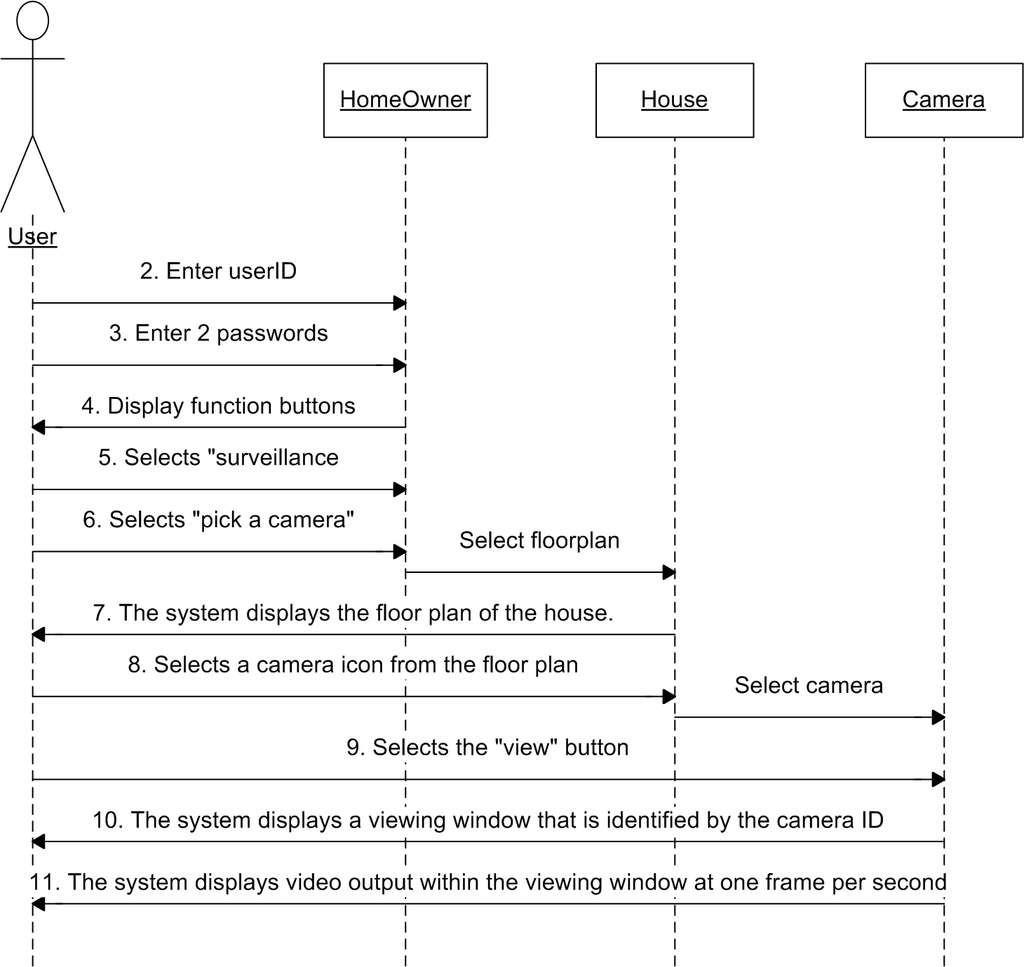 HomeOwner
House
Camera
User
2. Enter userID
3. Enter 2 passwords
4. Display function buttons
5. Selects "surveillance
6. Selects "pick a camera"
Select floorplan
7. The system displays the floor plan of the house.
8. Selects a camera icon from the floor plan
Select camera
9. Selects the "view" button
10. The system displays a viewing window that is identified by the camera ID
11. The system displays video output within the viewing window at one frame per second